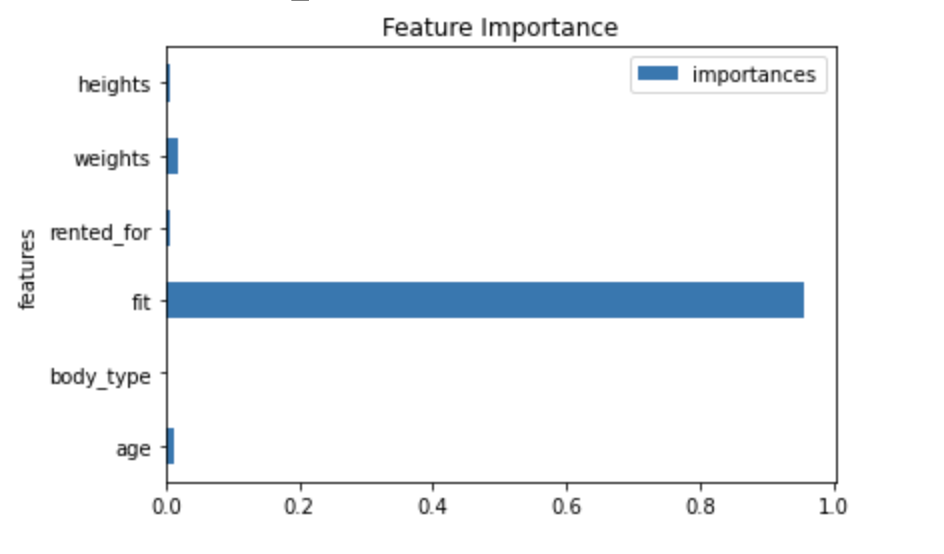 Feature Importance
importances
heights
weights
rented_for
fit
body_type
age
features
0.0 0.2 0.4 0.6 0.8 1.0